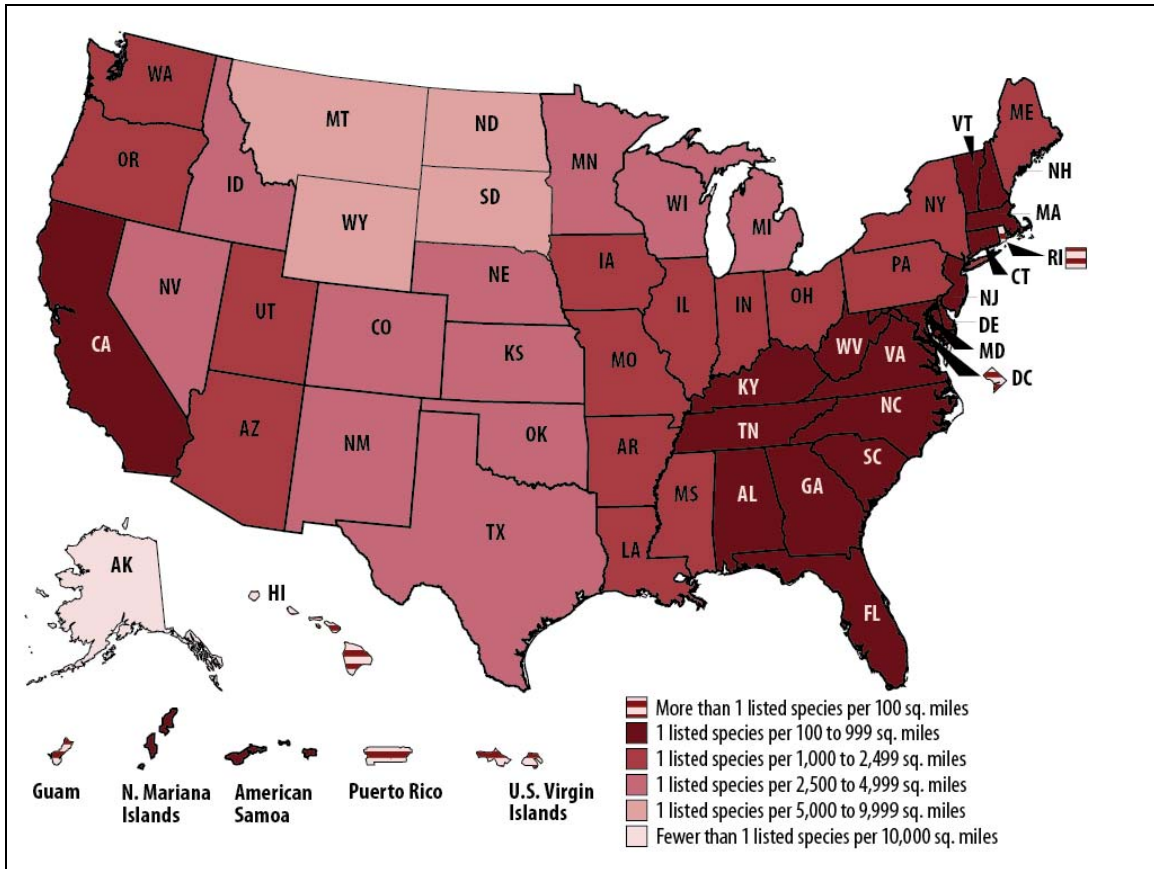 WA
MT
ND
MN
ME
VT
OR
ID
NH
SD
WI
NY
MA
WY
MI
RI
IA
PA
CT
NE
NV
OH
NJ
UT
IL
IN
DE
CO
MD
CA
WV
VA
KS
MO
DC
KY
NC
AZ
OK
TN
NM
AR
SC
MS
AL
GA
TX
LA
AK
HI
FL
More than 1 listed species per 100 sq. miles
1 listed species per 100 to 999 sq. miles
1 listed species per 1,000 to 2,499 sq. miles
1 listed species per 2,500 to 4,999 sq. miles
1 listed species per 5,000 to 9,999 sq. miles
Fewer than 1 listed species per 10,000 sq. miles
Guam
N. Mariana
Islands
American
Samoa
Puerto Rico
U.S. Virgin
Islands